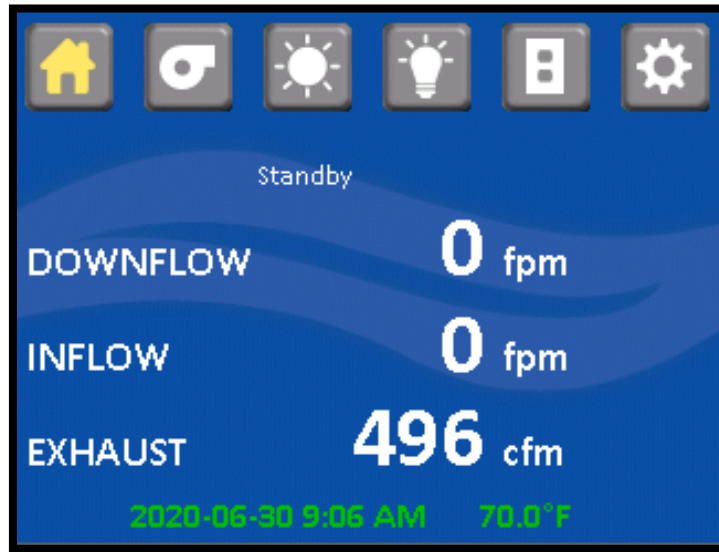 Standby
DOWNFLOW 0 fpm
INFLOW 0 fpm
EXHAUST 496 cfm
2020-06-30 9:06 AM 70.0°F